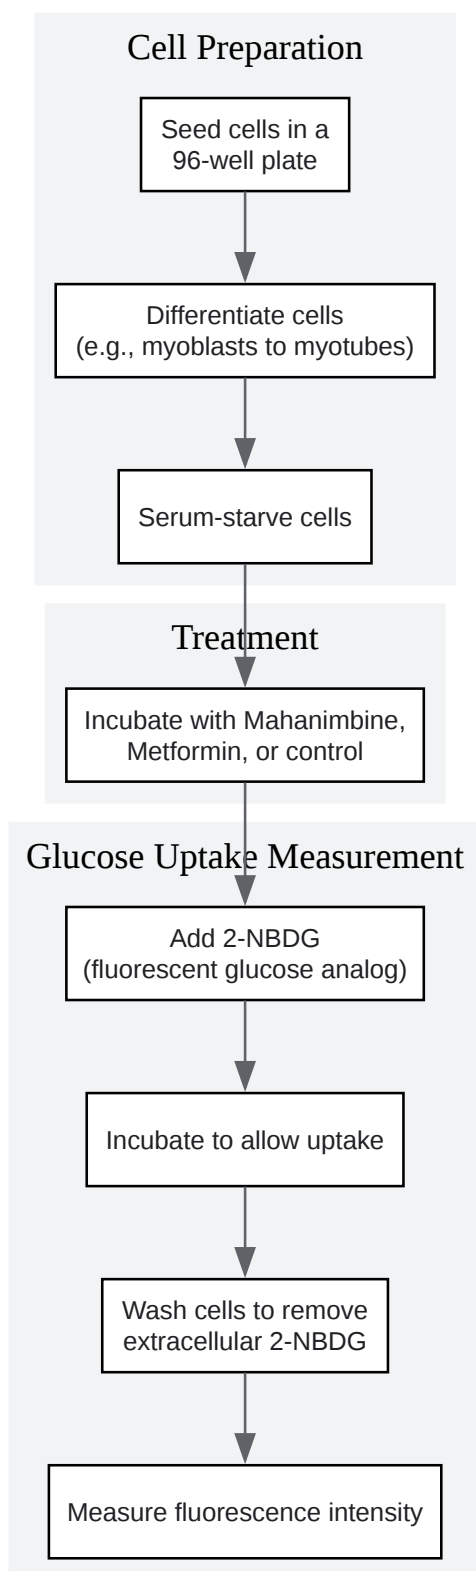 Cell Preparation
Seed cells in a
96-well plate
Differentiate cells
(e.g., myoblasts to myotubes)
Serum-starve cells
Treatment
Incubate with Mahanimbine,
Metformin, or control
Glucose Uptake Measurement
Add 2-NBDG
(fluorescent glucose analog)
Incubate to allow uptake
Wash cells to remove
extracellular 2-NBDG
Measure fluorescence intensity